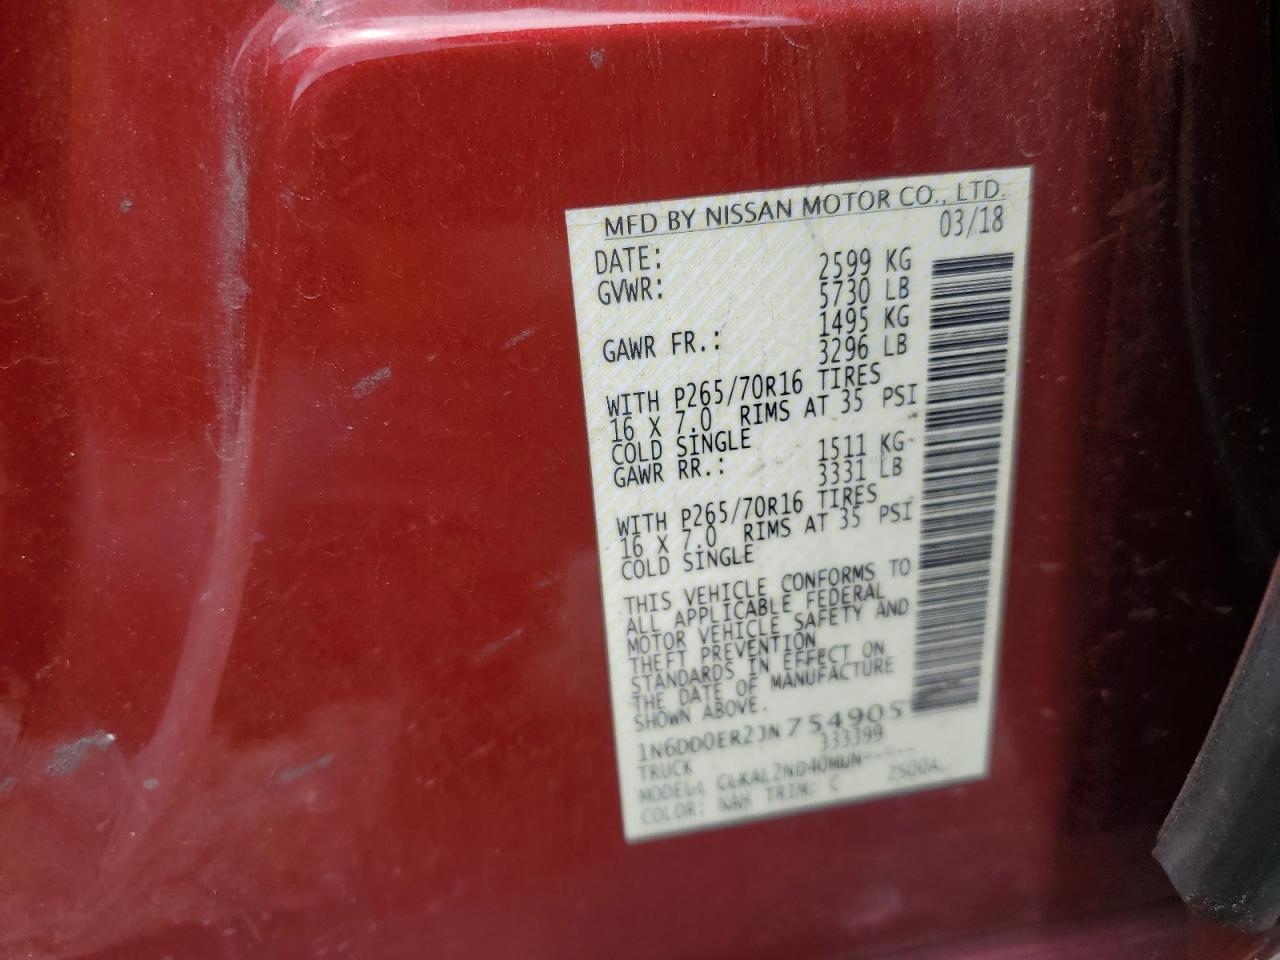 MFD BY NISSAN MOTOR CO., LTD.
DATE: 03/18
GVWR: 2599 KG
5730 LB
GAWR FR.: 1495 KG
3296 LB
WITH P265/70R16 TIRES
16 X 7.0 RIMS AT 35 PSI
COLD SINGLE
GAWR RR.: 1511 KG
3331 LB
WITH P265/70R16 TIRES
16 X 7.0 RIMS AT 35 PSI
COLD SINGLE
THIS VEHICLE CONFORMS TO
ALL APPLICABLE FEDERAL
MOTOR VEHICLE SAFETY AND
THEFT PREVENTION
STANDARDS IN EFFECT ON
THE DATE OF MANUFACTURE
SHOWN ABOVE.
1N6DD0ER2JN754905
TRUCK 333399
MODEL:
COLOR: NAH TRIM: C